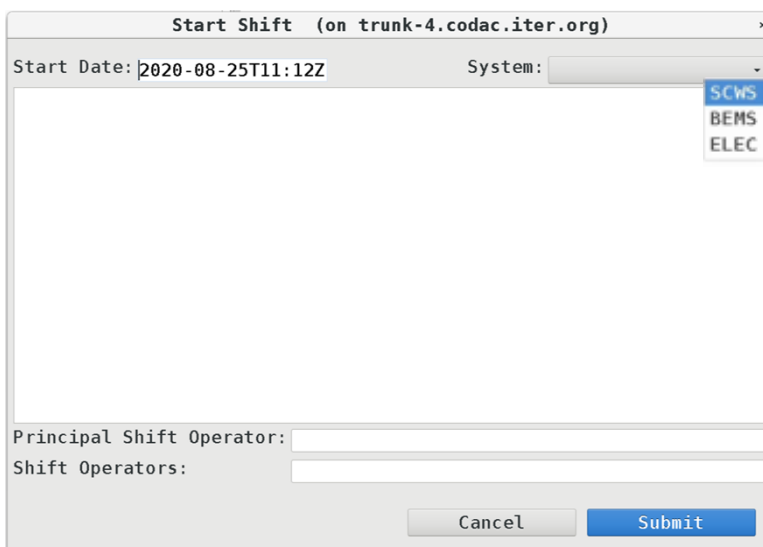 Start Shift (on trunk-4.codac.iter.org)
Start Date: 2020-08-25T11:12Z System:
SCWS
BEMS
ELEC
Principal Shift Operator:
Shift Operators:
Cancel Submit